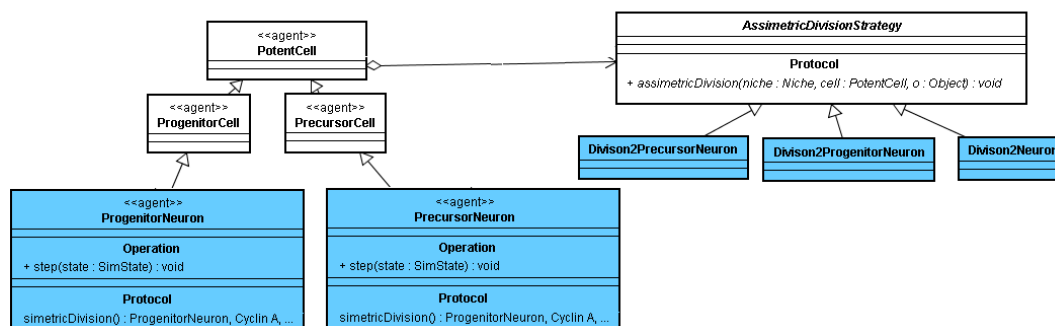 <<agent>>
PotentCell
AssimetricDivisionStrategy
Protocol
+ assimetricDivision(niche : Niche, cell : PotentCell, o : Object) : void
<<agent>>
ProgenitorCell
<<agent>>
PrecursorCell
Divison2PrecursorNeuron
Divison2ProgenitorNeuron
Divison2Neuron
<<agent>>
ProgenitorNeuron
Operation
+ step(state : SimState) : void
Protocol
simetricDivision() : ProgenitorNeuron, Cyclin A, ...
<<agent>>
PrecursorNeuron
Operation
+ step(state : SimState) : void
Protocol
simetricDivision() : ProgenitorNeuron, Cyclin A, ...